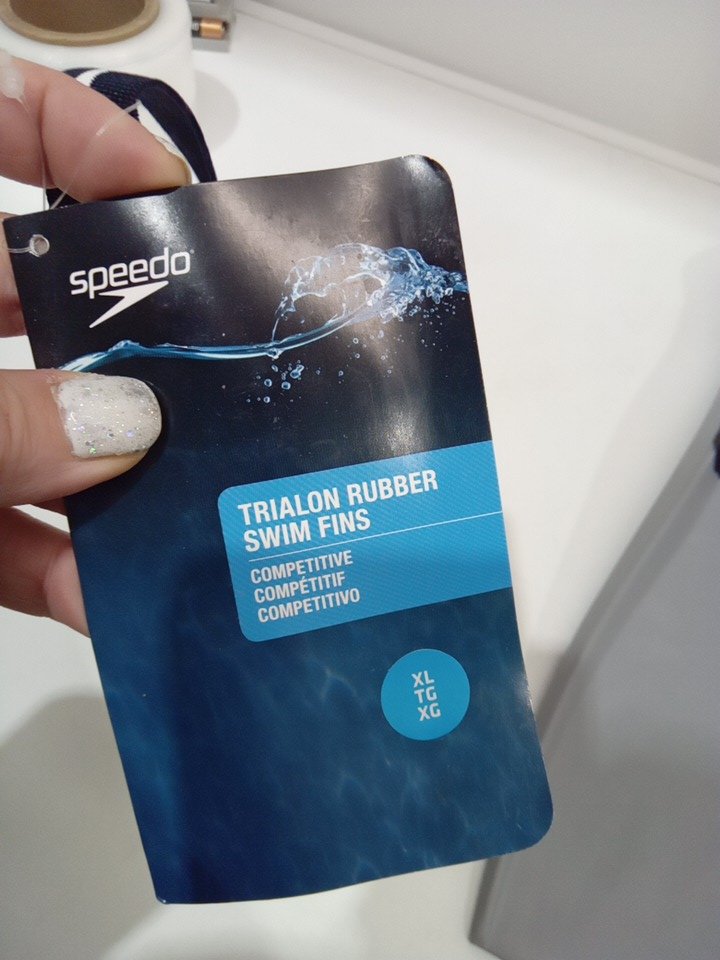 speedo
TRIALON RUBBER
SWIM FINS
COMPETITIVE
COMPÉTITIF
COMPETITIVO
XL
TG
XG